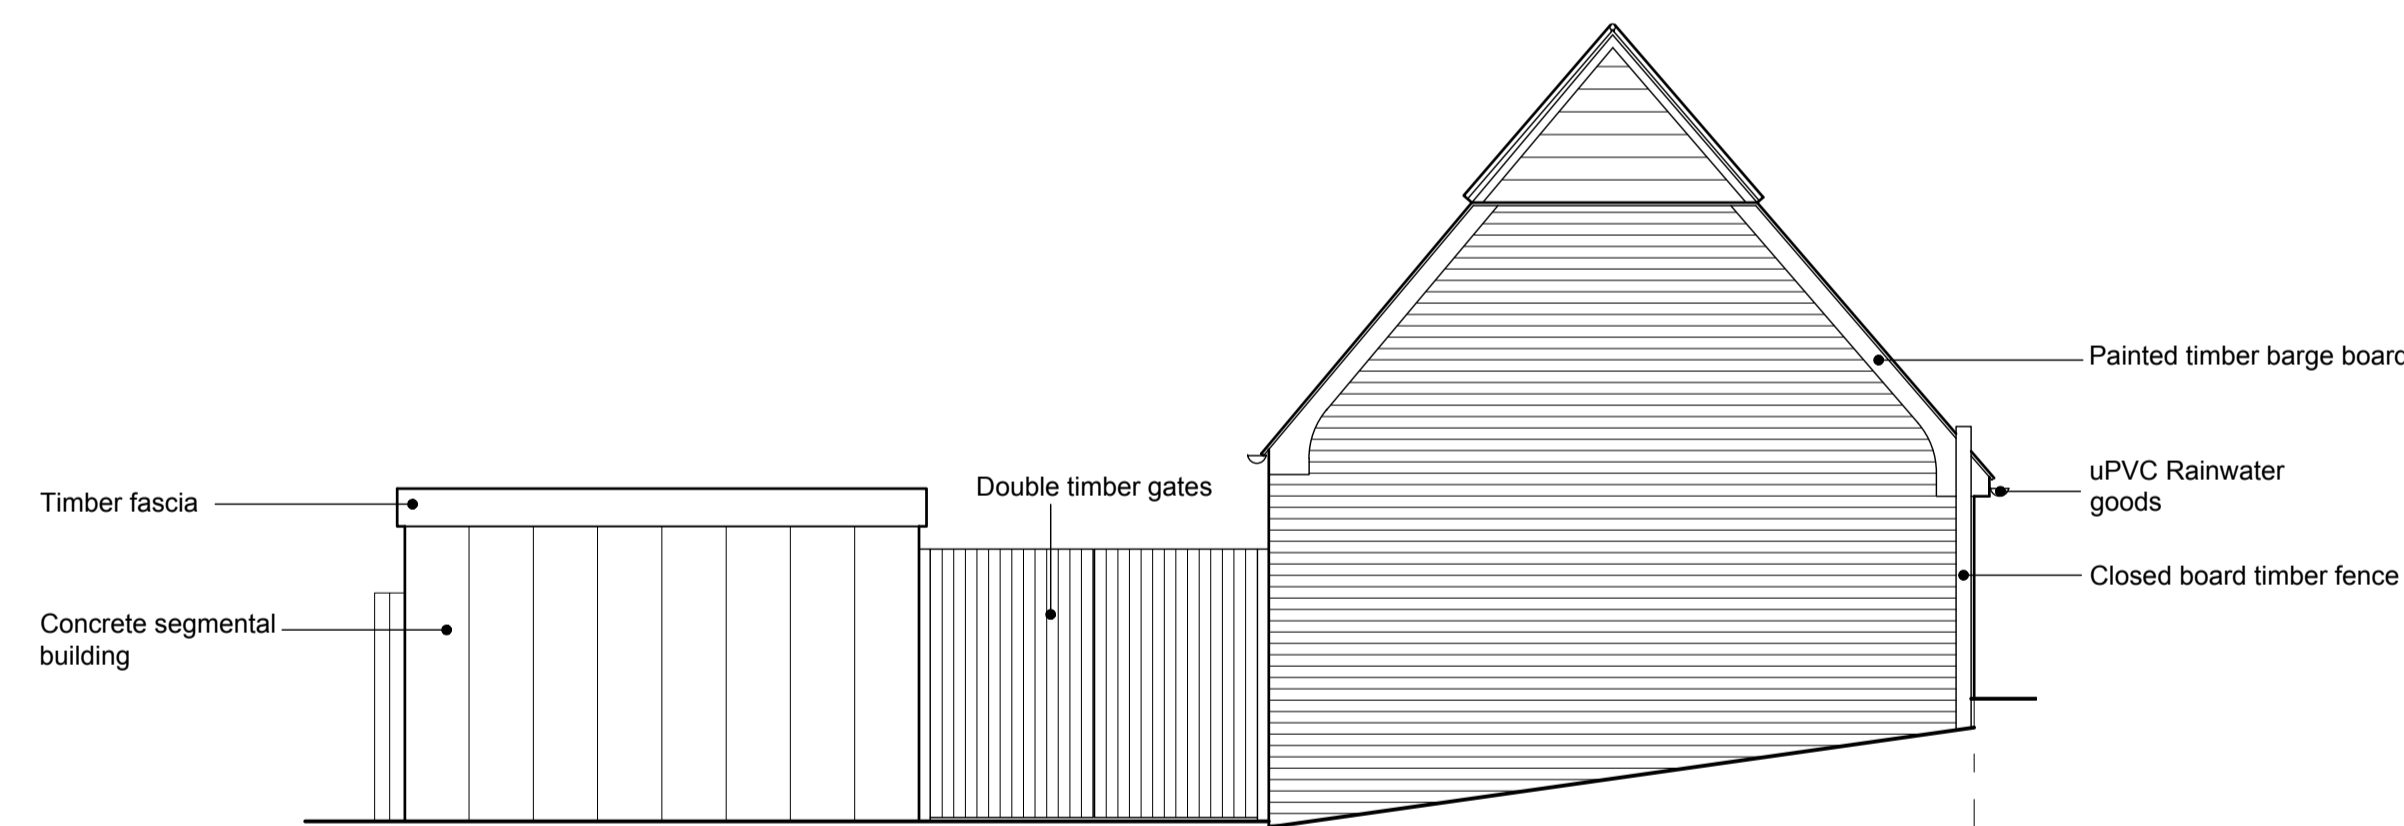 Painted timber barge board
uPVC Rainwater
goods
Double timber gates
Timber fascia
Closed board timber fence
Concrete segmental
building